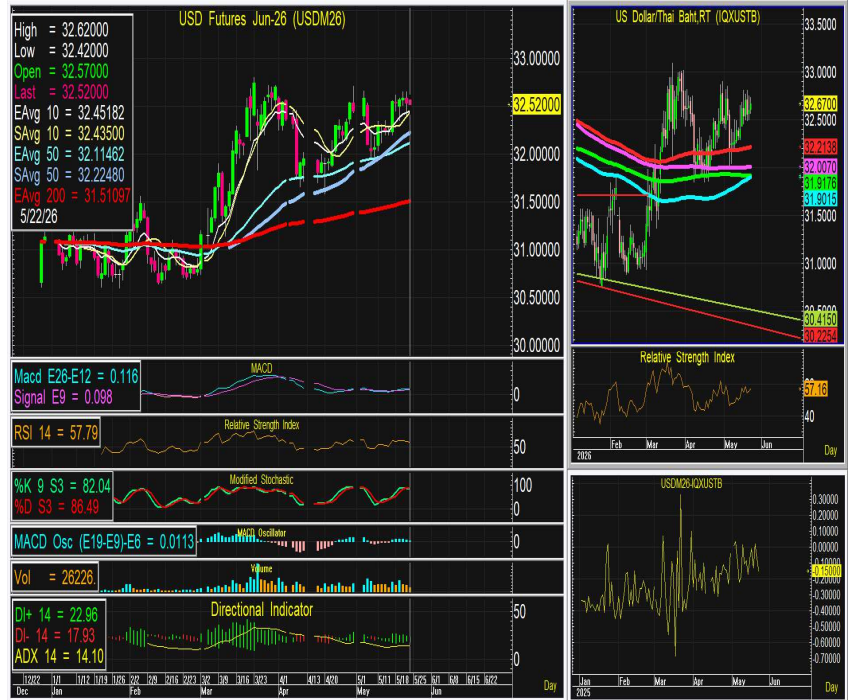 USD Futures Jun-26 (USDM26)
High = 32.62000
Low = 32.42000
Open = 32.57000
Last = 32.52000
EAvg 10 = 32.45182
SAvg 10 = 32.43500
EAvg 50 = 32.11462
SAvg 50 = 32.22480
EAvg 200 = 31.51097
5/22/26
33.00000
32.52000
32.00000
31.50000
31.00000
30.50000
30.00000
MACD
Macd E26-E12 = 0.116
Signal E9 = 0.098
0
Relative Strength Index
RSI 14 = 57.79
50
Modified Stochastic
%K 9 S3 = 82.04
%D S3 = 86.49
100
0
MACD Oscillator
MACD Osc (E19-E9)-E6 = 0.0113
0
Volume
Vol = 26226.
Directional Indicator
DI+ 14 = 22.96
DI- 14 = 17.93
ADX 14 = 14.10
50
0
12/22 1/1 1/12 1/19 1/26 2/2 2/9 2/16 2/23 3/2 3/9 3/16 3/23 4/1 4/13 4/20 5/1 5/11 5/18 5/25 6/1 6/8 6/15 6/22
Dec Jan Feb Mar Apr May Jun
Day
US Dollar/Thai Baht,RT (IQXUSTB)
33.5000
33.0000
32.6700
32.5000
32.2138
32.0070
31.9176
31.9015
31.5000
31.0000
30.4150
30.2254
Relative Strength Index
57.16
40
Feb Mar Apr May Jun
2026
Day
USDM26-IQXUSTB
0.30000
0.20000
0.10000
0.00000
-0.15000
-0.20000
-0.30000
-0.40000
-0.50000
-0.60000
-0.70000
Jan Feb Mar Apr May Jun
2025
Day